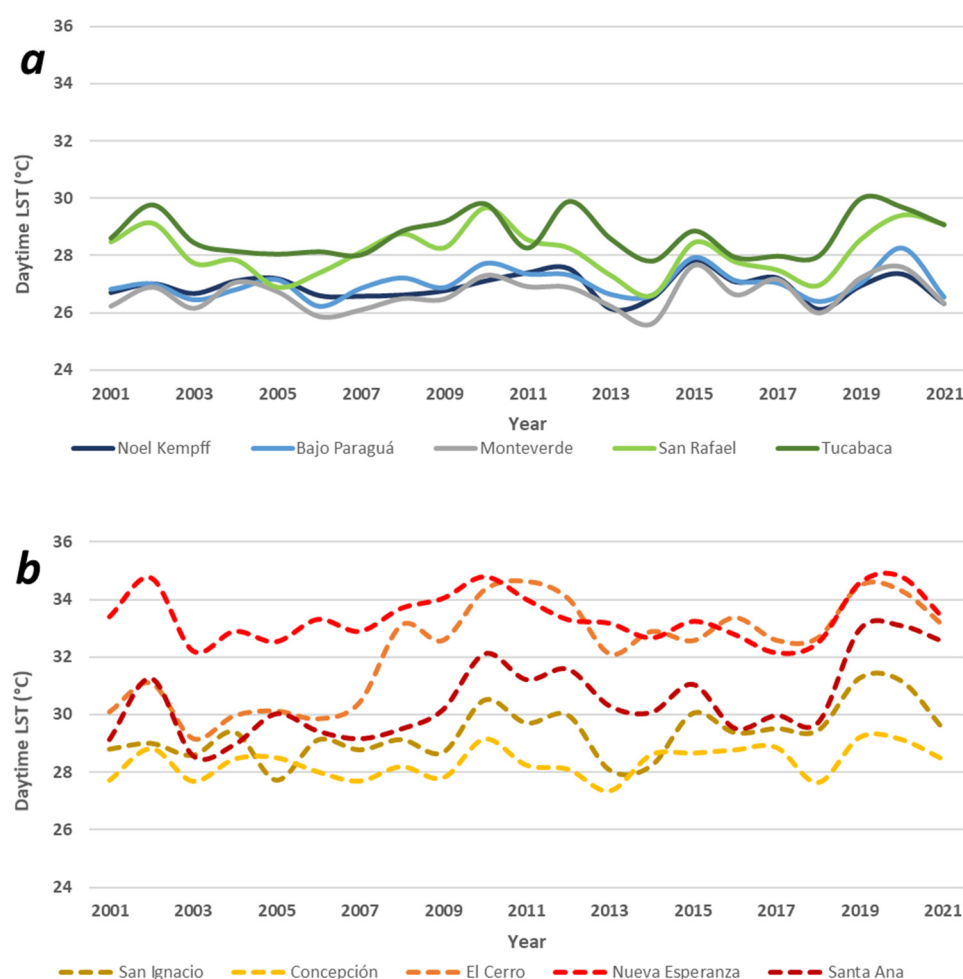 a
36
34
32
30
28
26
24
Daytime LST (°C)
2001 2003 2005 2007 2009 2011 2013 2015 2017 2019 2021
Year
Noel Kempff Bajo Paraguá Monteverde San Rafael Tucabaca
b
36
34
32
30
28
26
24
Daytime LST (°C)
2001 2003 2005 2007 2009 2011 2013 2015 2017 2019 2021
Year
San Ignacio Concepción El Cerro Nueva Esperanza Santa Ana